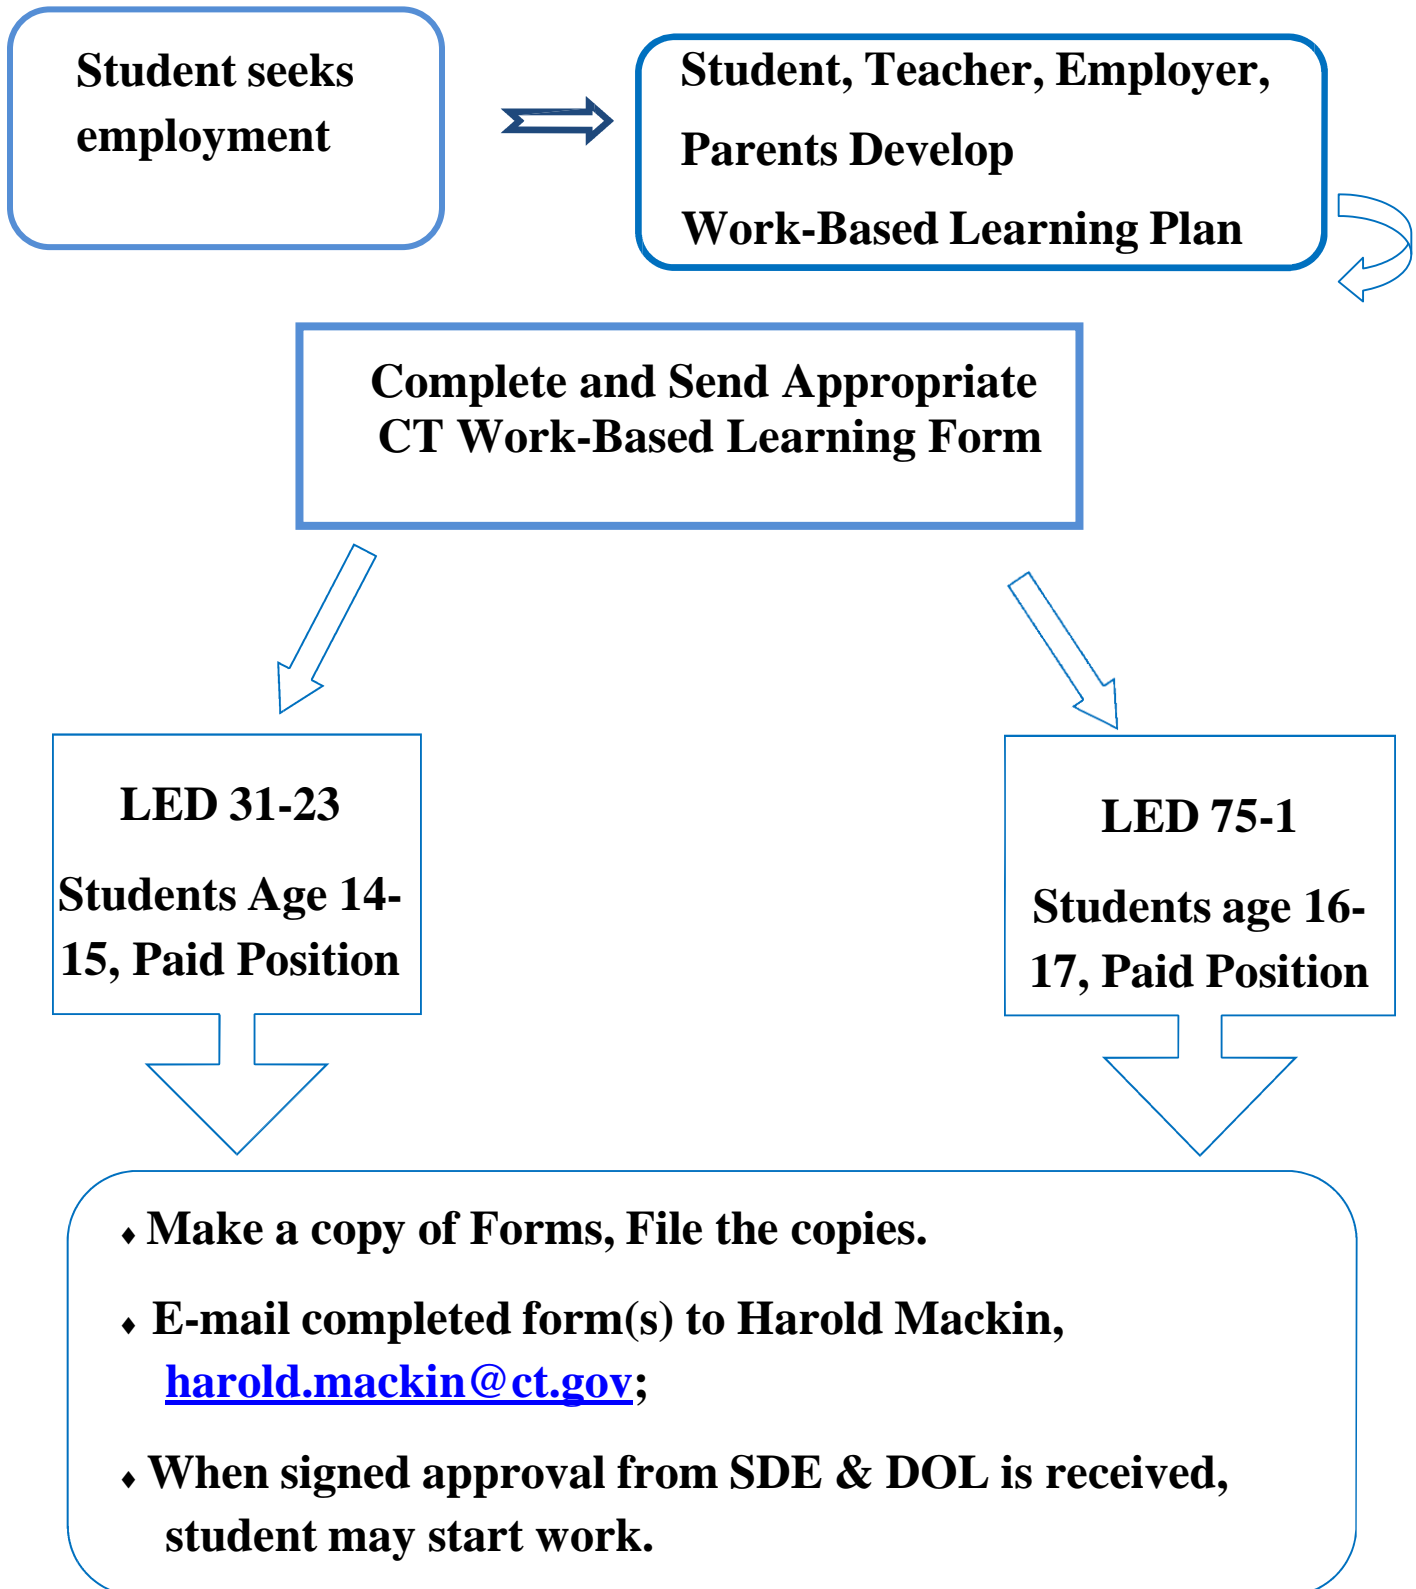 Student seeks
employment
Student, Teacher, Employer,
Parents Develop
Work-Based Learning Plan
Complete and Send Appropriate
CT Work-Based Learning Form
LED 31-23
Students Age 14-
15, Paid Position
LED 75-1
Students age 16-
17, Paid Position
♦ Make a copy of Forms, File the copies.
♦ E-mail completed form(s) to Harold Mackin,
harold.mackin@ct.gov;
♦ When signed approval from SDE & DOL is received,
student may start work.